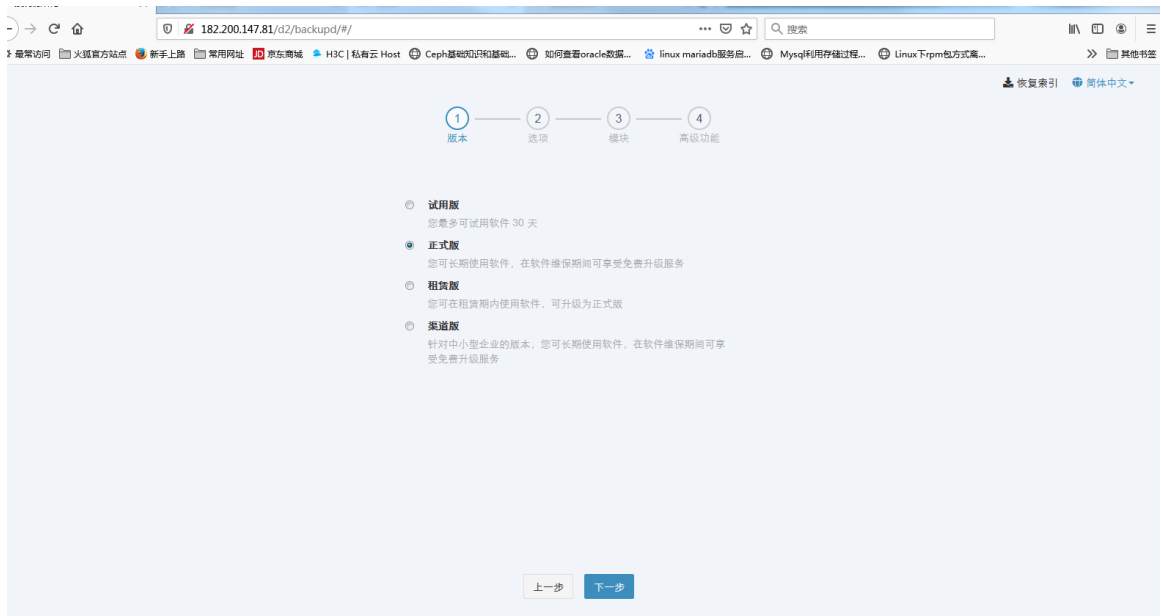 182.200.147.81/d2/backupd/#/
搜索
最常访问 火狐官方站点 新手上路 常用网址 JD 京东商城 H3C | 私有云 Host Ceph基础知识和基础... 如何查看oracle数据... linux mariadb服务启... Mysql利用存储过程... Linux下rpm包方式离... 其他书签
恢复索引 简体中文
1 2 3 4
版本 选项 模块 高级功能
试用版
您最多可试用软件 30 天
正式版
您可长期使用软件，在软件维保期间可享受免费升级服务
租赁版
您可在租赁期内使用软件，可升级为正式版
渠道版
针对中小型企业的版本，您可长期使用软件，在软件维保期间可享
受免费升级服务
上一步 下一步